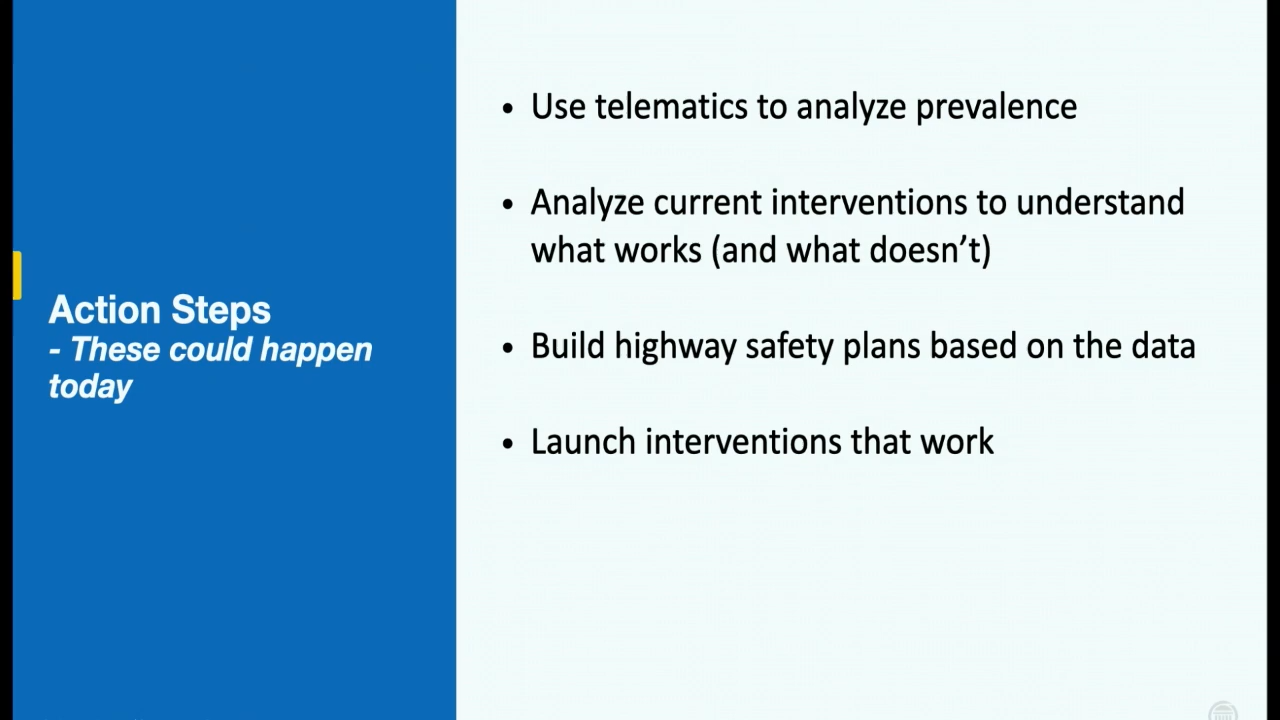 Action Steps
- These could happen
today
• Use telematics to analyze prevalence
• Analyze current interventions to understand
what works (and what doesn’t)
• Build highway safety plans based on the data
• Launch interventions that work